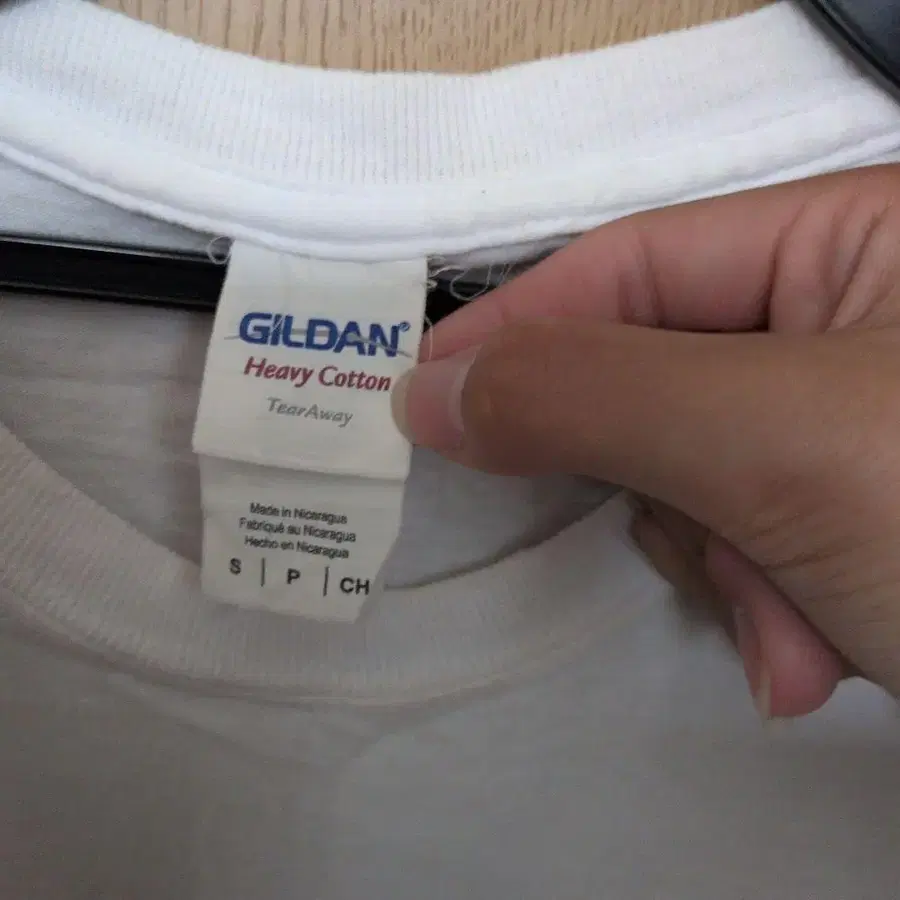 GILDAN®
Heavy Cotton
TearAway
Made in Nicaragua
Fabriqué au Nicaragua
Hecho en Nicaragua
S | P | CH